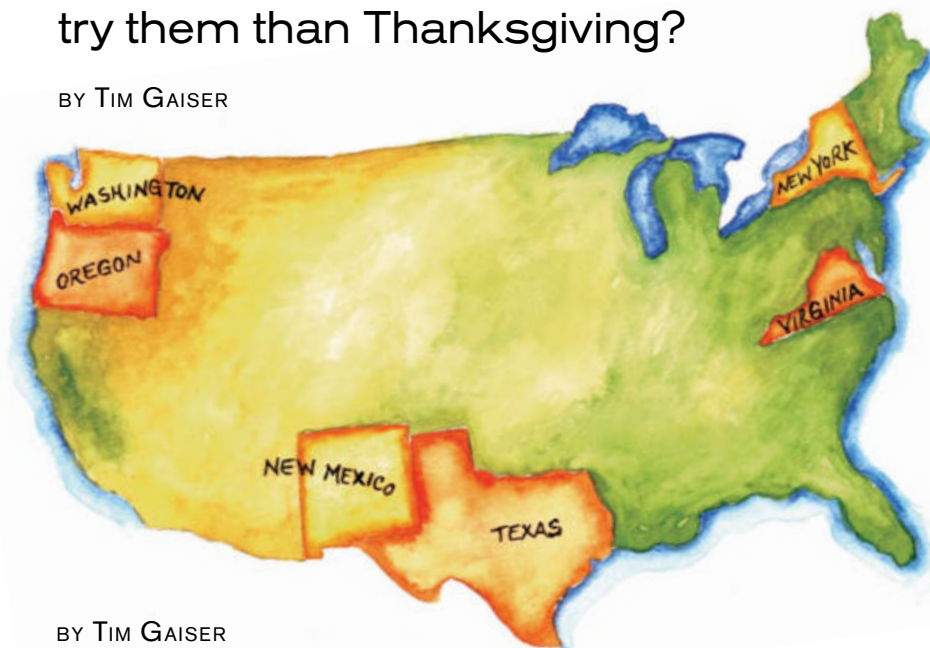 try them than Thanksgiving?
BY TIM GAISER
WASHINGTON
NEW YORK
OREGON
VIRGINIA
NEW MEXICO
TEXAS
BY TIM GAISER